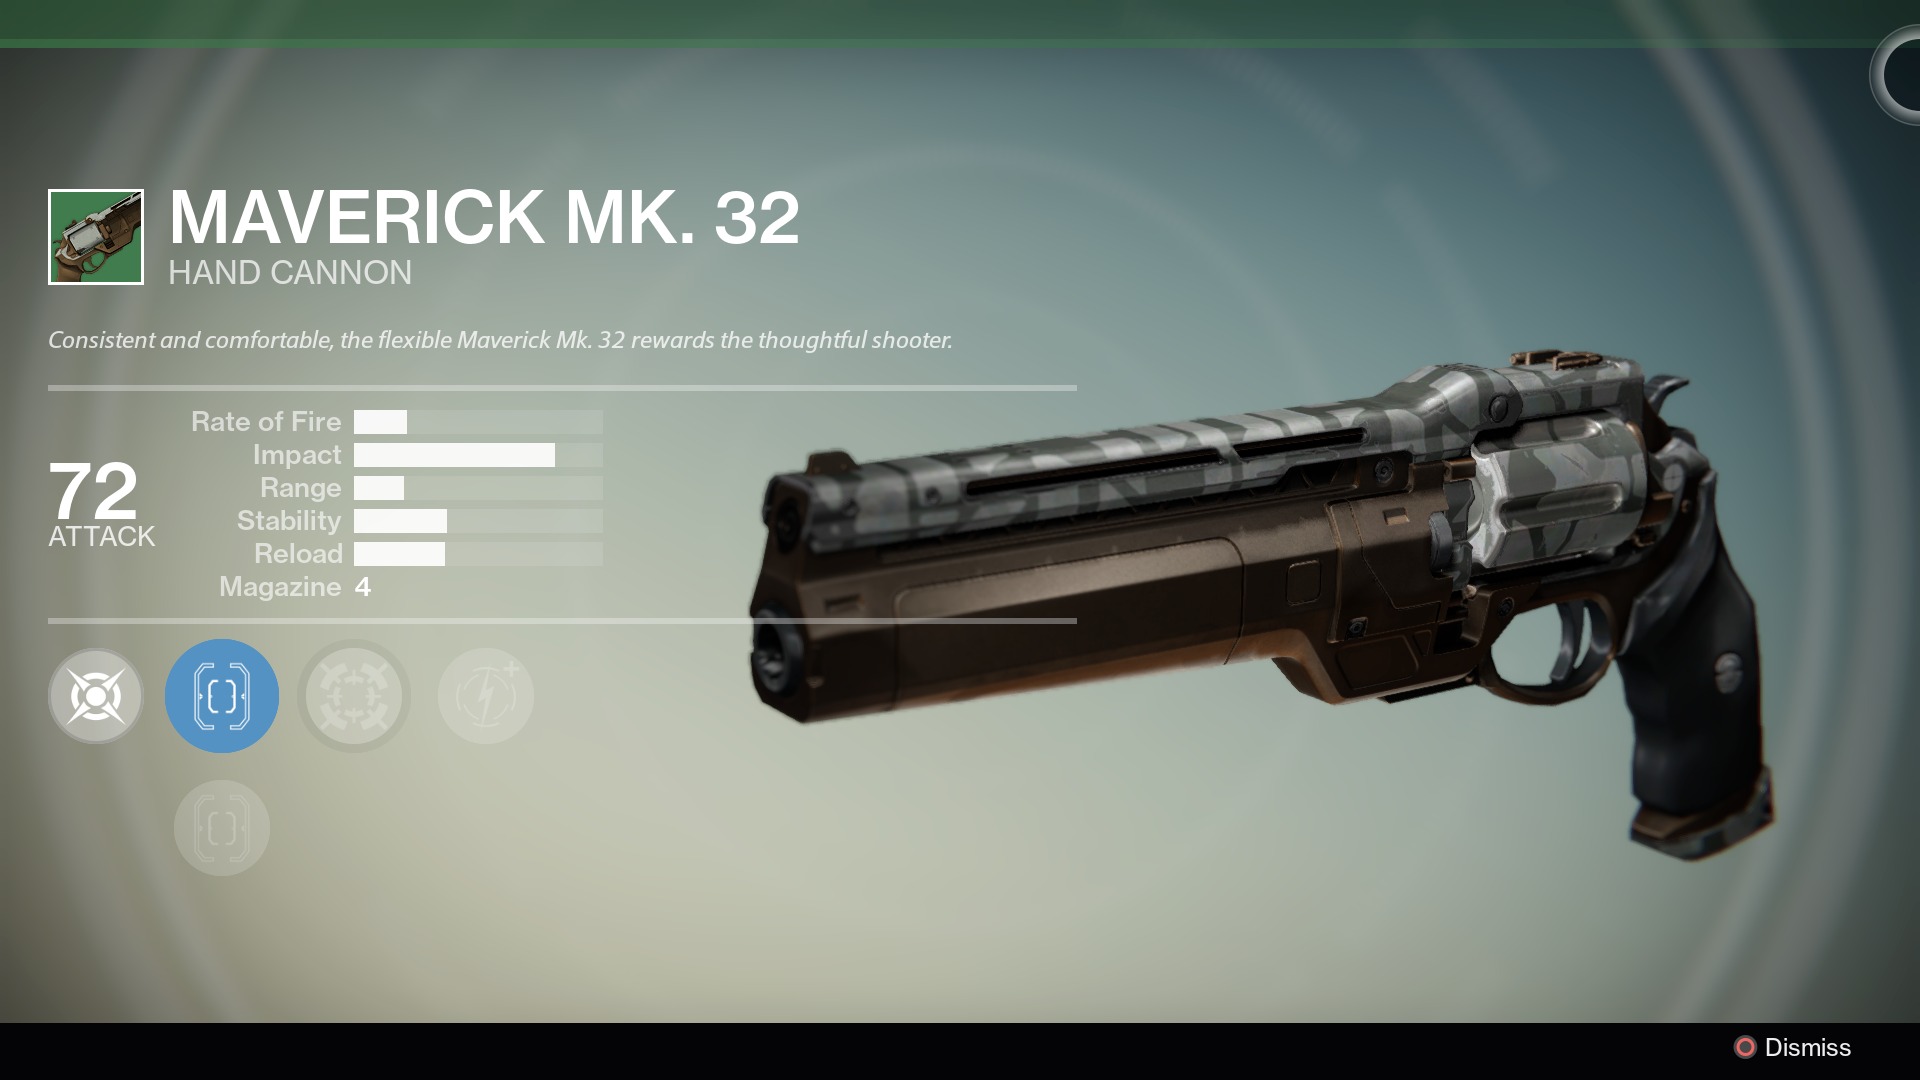 MAVERICK MK. 32
HAND CANNON
Consistent and comfortable, the flexible Maverick Mk. 32 rewards the thoughtful shooter.
72
ATTACK
Rate of Fire
Impact
Range
Stability
Reload
Magazine 4
Dismiss